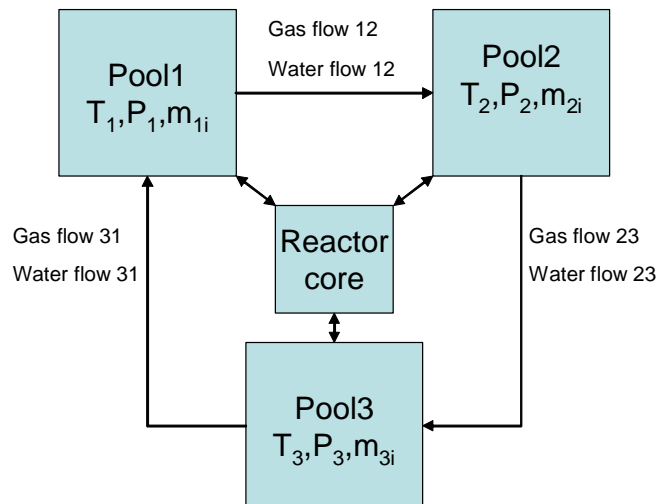 Pool1
T₁,P₁,m₁ᵢ
Gas flow 12
Water flow 12
Pool2
T₂,P₂,m₂ᵢ
Reactor
core
Gas flow 31
Water flow 31
Gas flow 23
Water flow 23
Pool3
T₃,P₃,m₃ᵢ